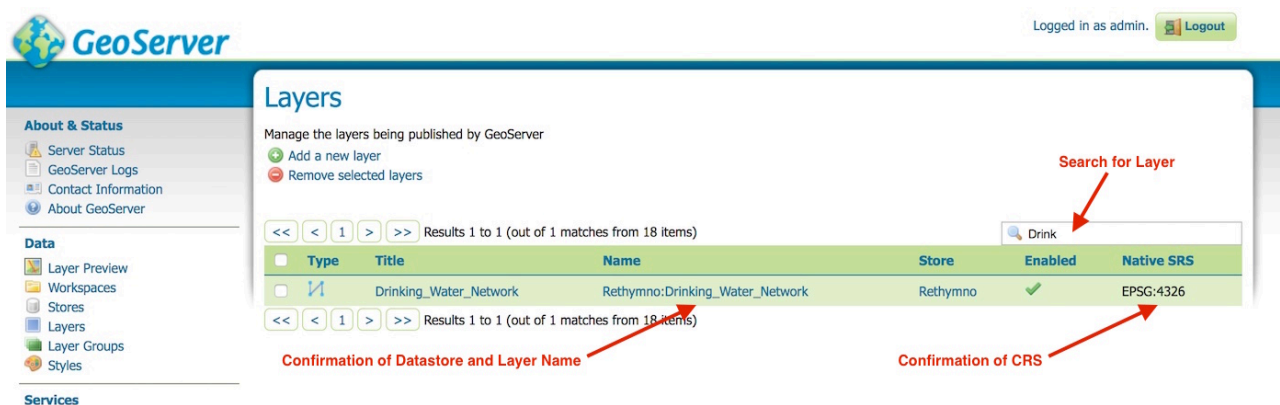 GeoServer
Logged in as admin.
Logout
About & Status
Server Status
GeoServer Logs
Contact Information
About GeoServer
Data
Layer Preview
Workspaces
Stores
Layers
Layer Groups
Styles
Services
Layers
Manage the layers being published by GeoServer
Add a new layer
Remove selected layers
Search for Layer
<< < 1 > >> Results 1 to 1 (out of 1 matches from 18 items)
Drink
Type Title Name Store Enabled Native SRS
Drinking_Water_Network Rethymno:Drinking_Water_Network Rethymno EPSG:4326
<< < 1 > >> Results 1 to 1 (out of 1 matches from 18 items)
Confirmation of Datastore and Layer Name
Confirmation of CRS